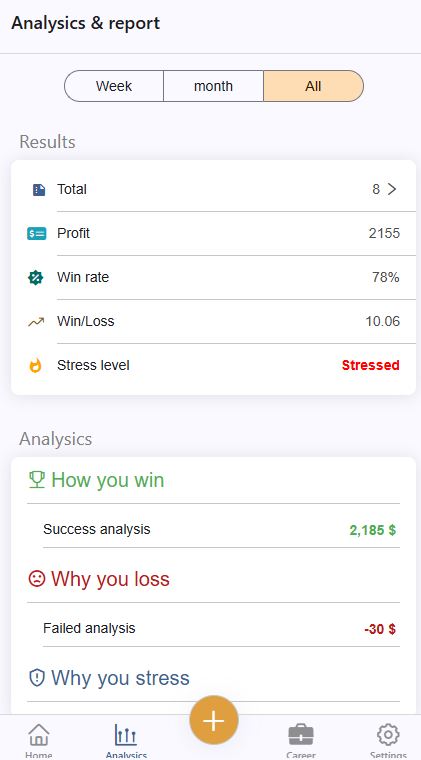 Analysics & report
Week month All
Results
Total 8
Profit 2155
Win rate 78%
Win/Loss 10.06
Stress level Stressed
Analysics
How you win
Success analysis 2,185 $
Why you loss
Failed analysis -30 $
Why you stress
Home Analysics Career Settings